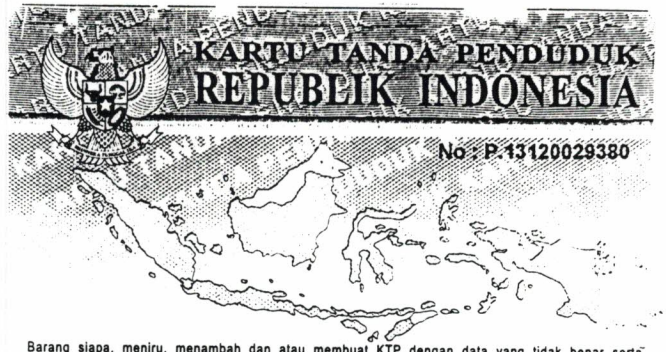 KARTU TANDA PENDUDUK
REPUBLIK INDONESIA
No : P.13120029380
Barang siapa, meniru, menambah dan atau membuat KTP dengan data yang tidak benar serta